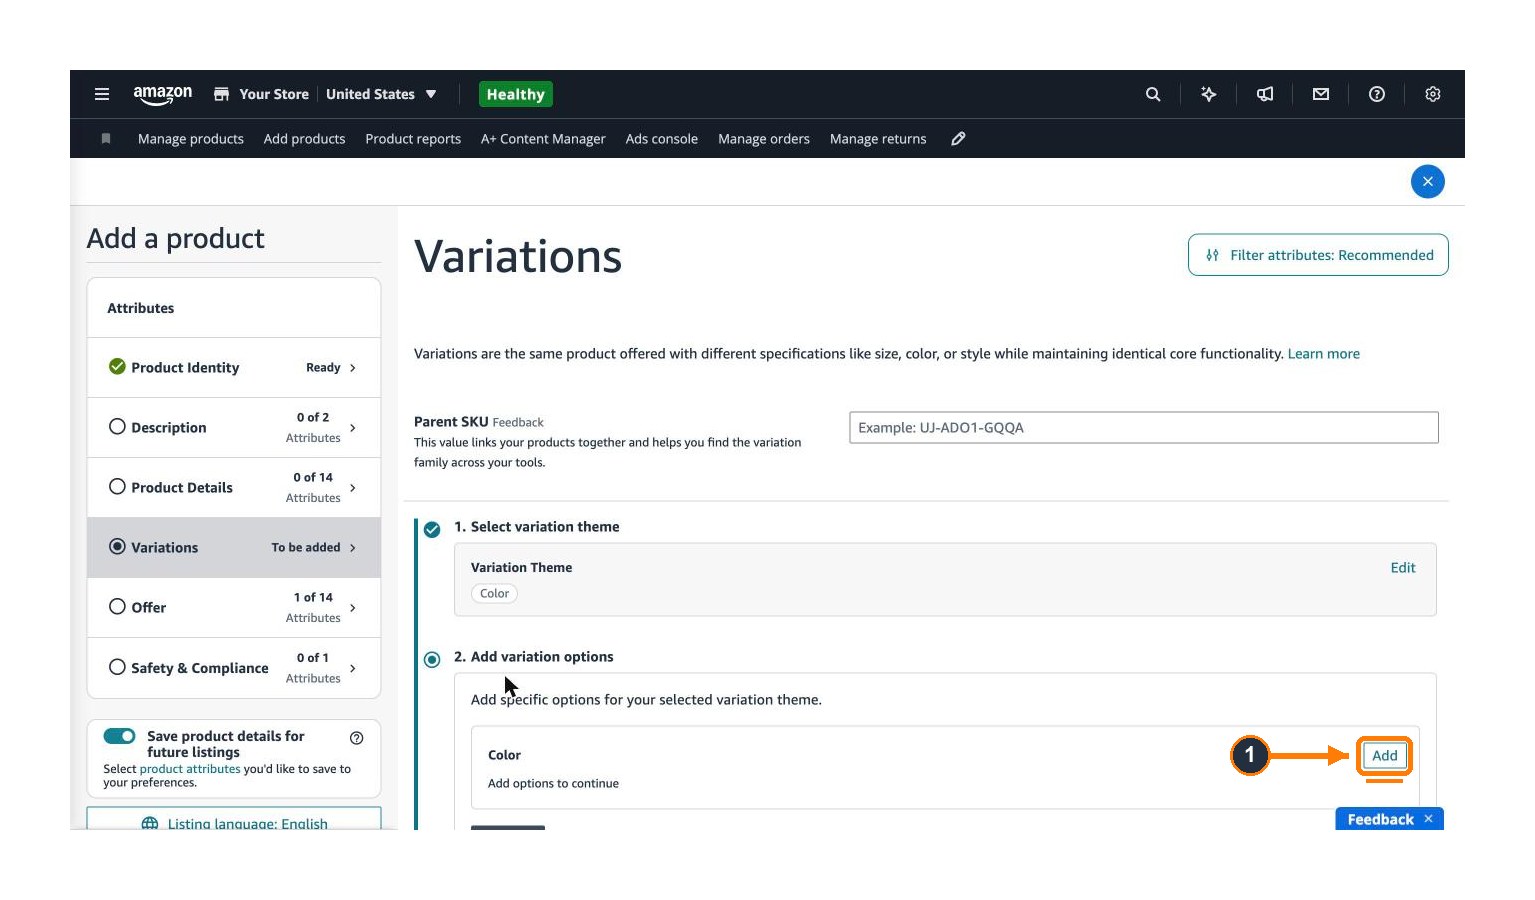 amazon Your Store United States Healthy
Manage products Add products Product reports A+ Content Manager Ads console Manage orders Manage returns
Add a product
Attributes
Product Identity Ready
Description 0 of 2 Attributes
Product Details 0 of 14 Attributes
Variations To be added
Offer 1 of 14 Attributes
Safety & Compliance 0 of 1 Attributes
Save product details for
future listings
Select product attributes you'd like to save to
your preferences.
Listing language: English
Variations
Filter attributes: Recommended
Variations are the same product offered with different specifications like size, color, or style while maintaining identical core functionality. Learn more
Parent SKU Feedback
This value links your products together and helps you find the variation
family across your tools.
Example: UJ-ADO1-GQQA
1. Select variation theme
Variation Theme Edit
Color
2. Add variation options
Add specific options for your selected variation theme.
Color
Add options to continue
1 Add
Feedback ×